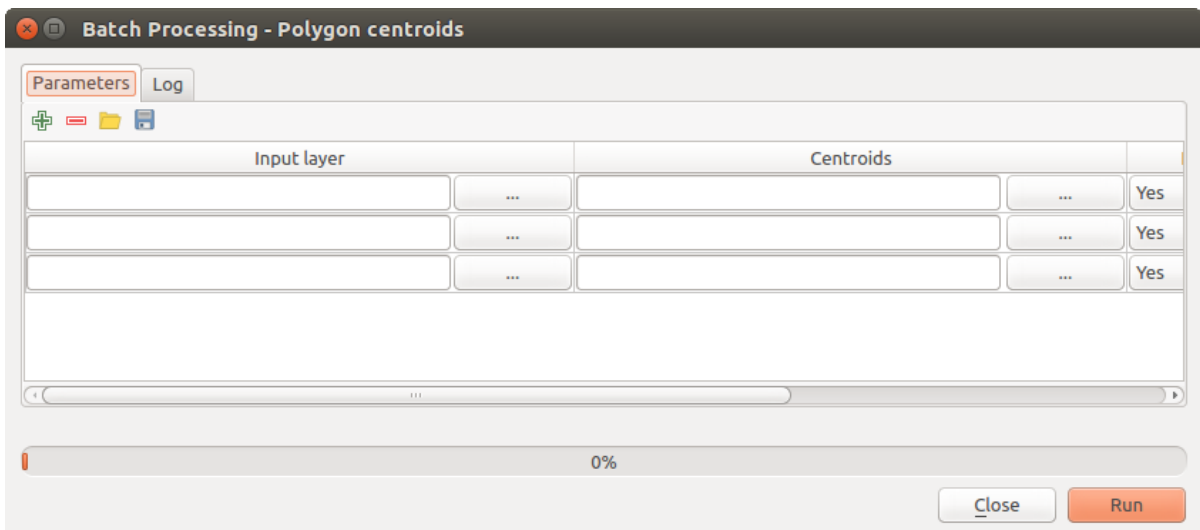 Batch Processing - Polygon centroids
Parameters Log
Input layer Centroids
... ... Yes
... ... Yes
... ... Yes
0%
Close Run